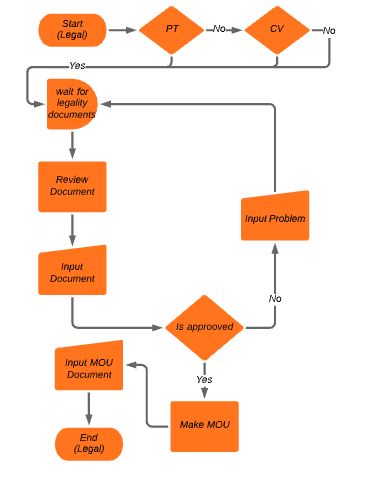 Start
(Legal)
PT
No
CV
No
Yes
wait for
legality
documents
Review
Document
Input Problem
Input
Document
No
Is approoved
Input MOU
Document
Yes
Make MOU
End
(Legal)